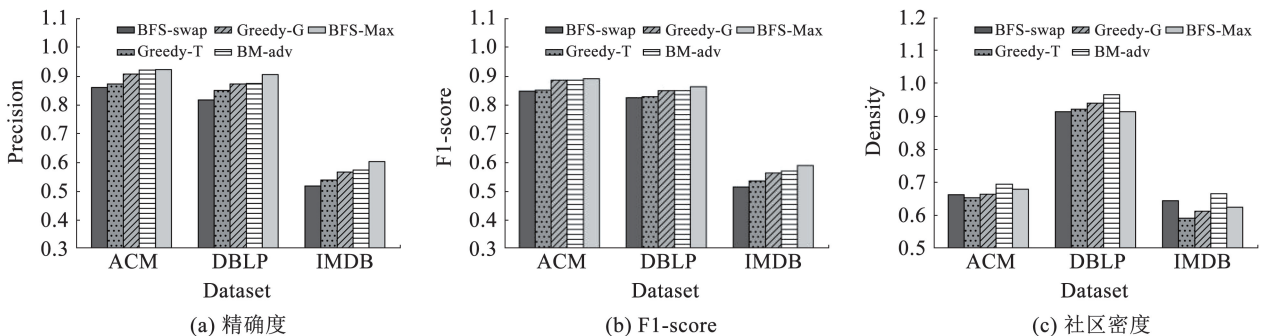 BFS-swap Greedy-G BFS-Max
Greedy-T BM-adv
Precision
1.1
1.0
0.9
0.8
0.7
0.6
0.5
0.4
0.3
ACM DBLP IMDB
Dataset
(a) 精确度
BFS-swap Greedy-G BFS-Max
Greedy-T BM-adv
F1-score
1.1
1.0
0.9
0.8
0.7
0.6
0.5
0.4
0.3
ACM DBLP IMDB
Dataset
(b) F1-score
BFS-swap Greedy-G BFS-Max
Greedy-T BM-adv
Density
1.2
1.1
1.0
0.9
0.8
0.7
0.6
0.5
ACM DBLP IMDB
Dataset
(c) 社区密度